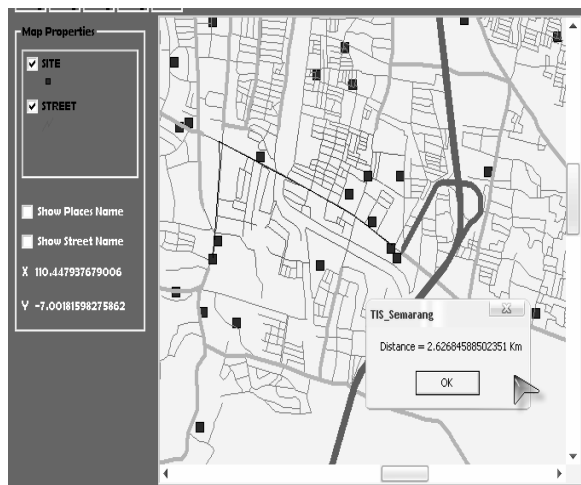 Map Properties
SITE
STREET
Show Places Name
Show Street Name
X 110.447937679006
Y -7.00181598275862
TIS_Semarang
Distance = 2.62684588502351 Km
OK